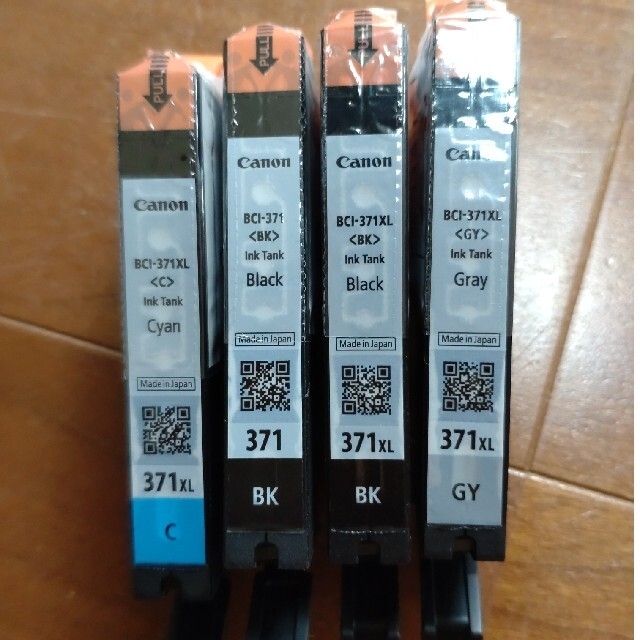 PULL
Canon
BCI-371XL
<C>
Ink Tank
Cyan
Made in Japan
371XL
C
PULL
Canon
BCI-371
<BK>
Ink Tank
Black
Made in Japan
371
BK
Canon
BCI-371XL
<BK>
Ink Tank
Black
Made in Japan
371XL
BK
Canon
BCI-371XL
<GY>
Ink Tank
Gray
Made in Japan
371XL
GY